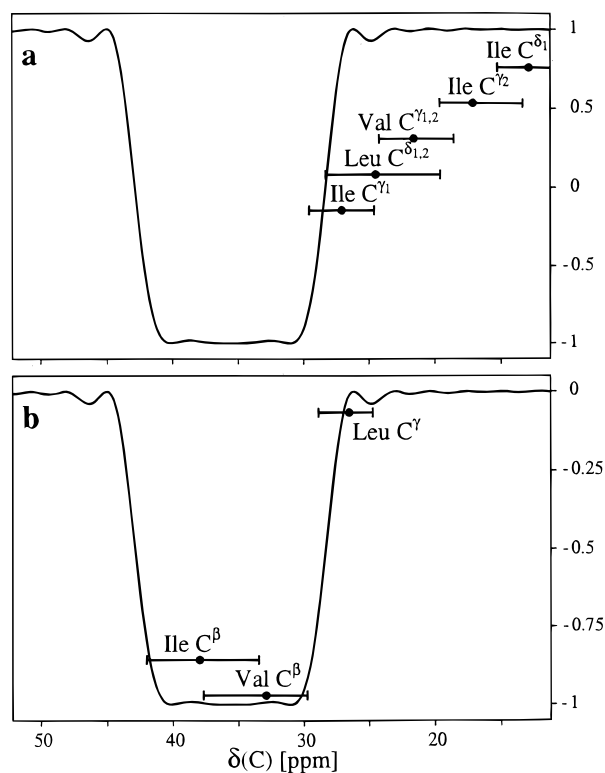 a
1
Ile Cδ1
Ile Cγ2
0.5
Val Cγ1,2
Leu Cδ1,2
0
Ile Cγ1
-0.5
-1
b
0
Leu Cγ
-0.25
-0.5
Ile Cβ
-0.75
Val Cβ
-1
50 40 30 20
δ(C) [ppm]